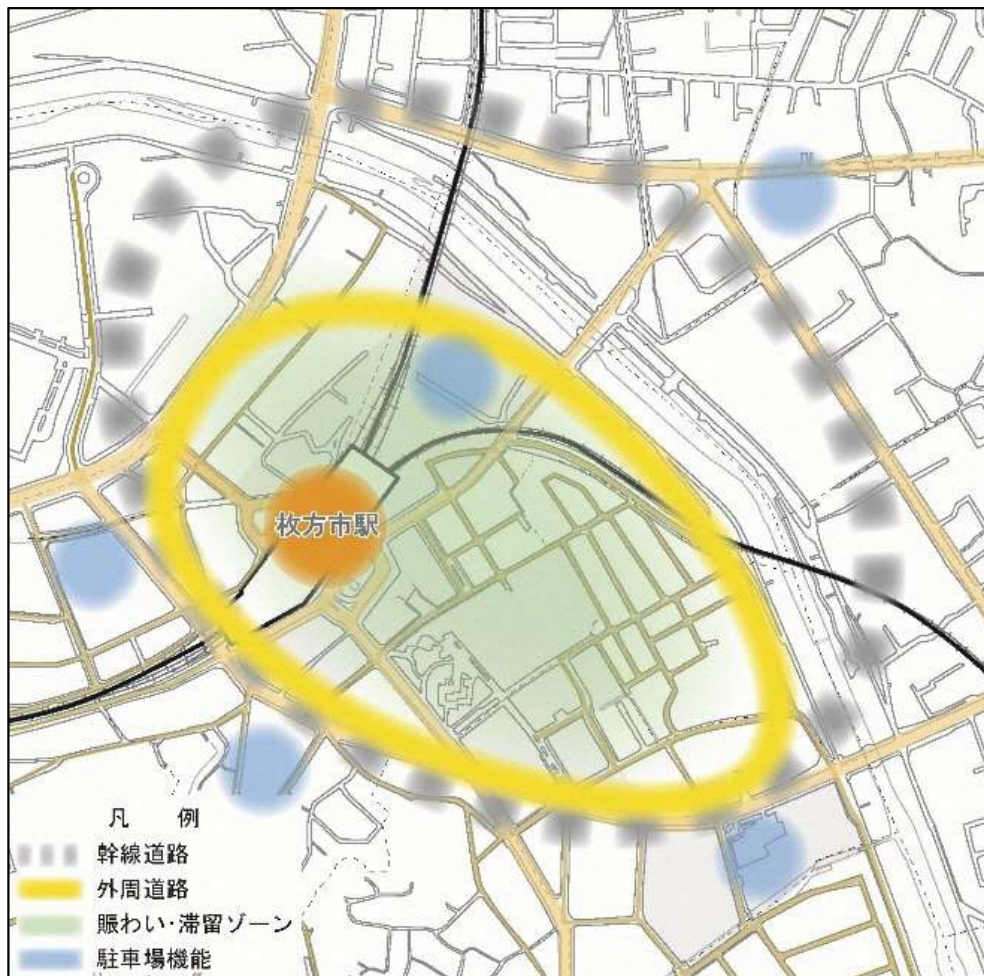 枚方市駅
凡 例
幹線道路
外周道路
賑わい・滞留ゾーン
駐車場機能